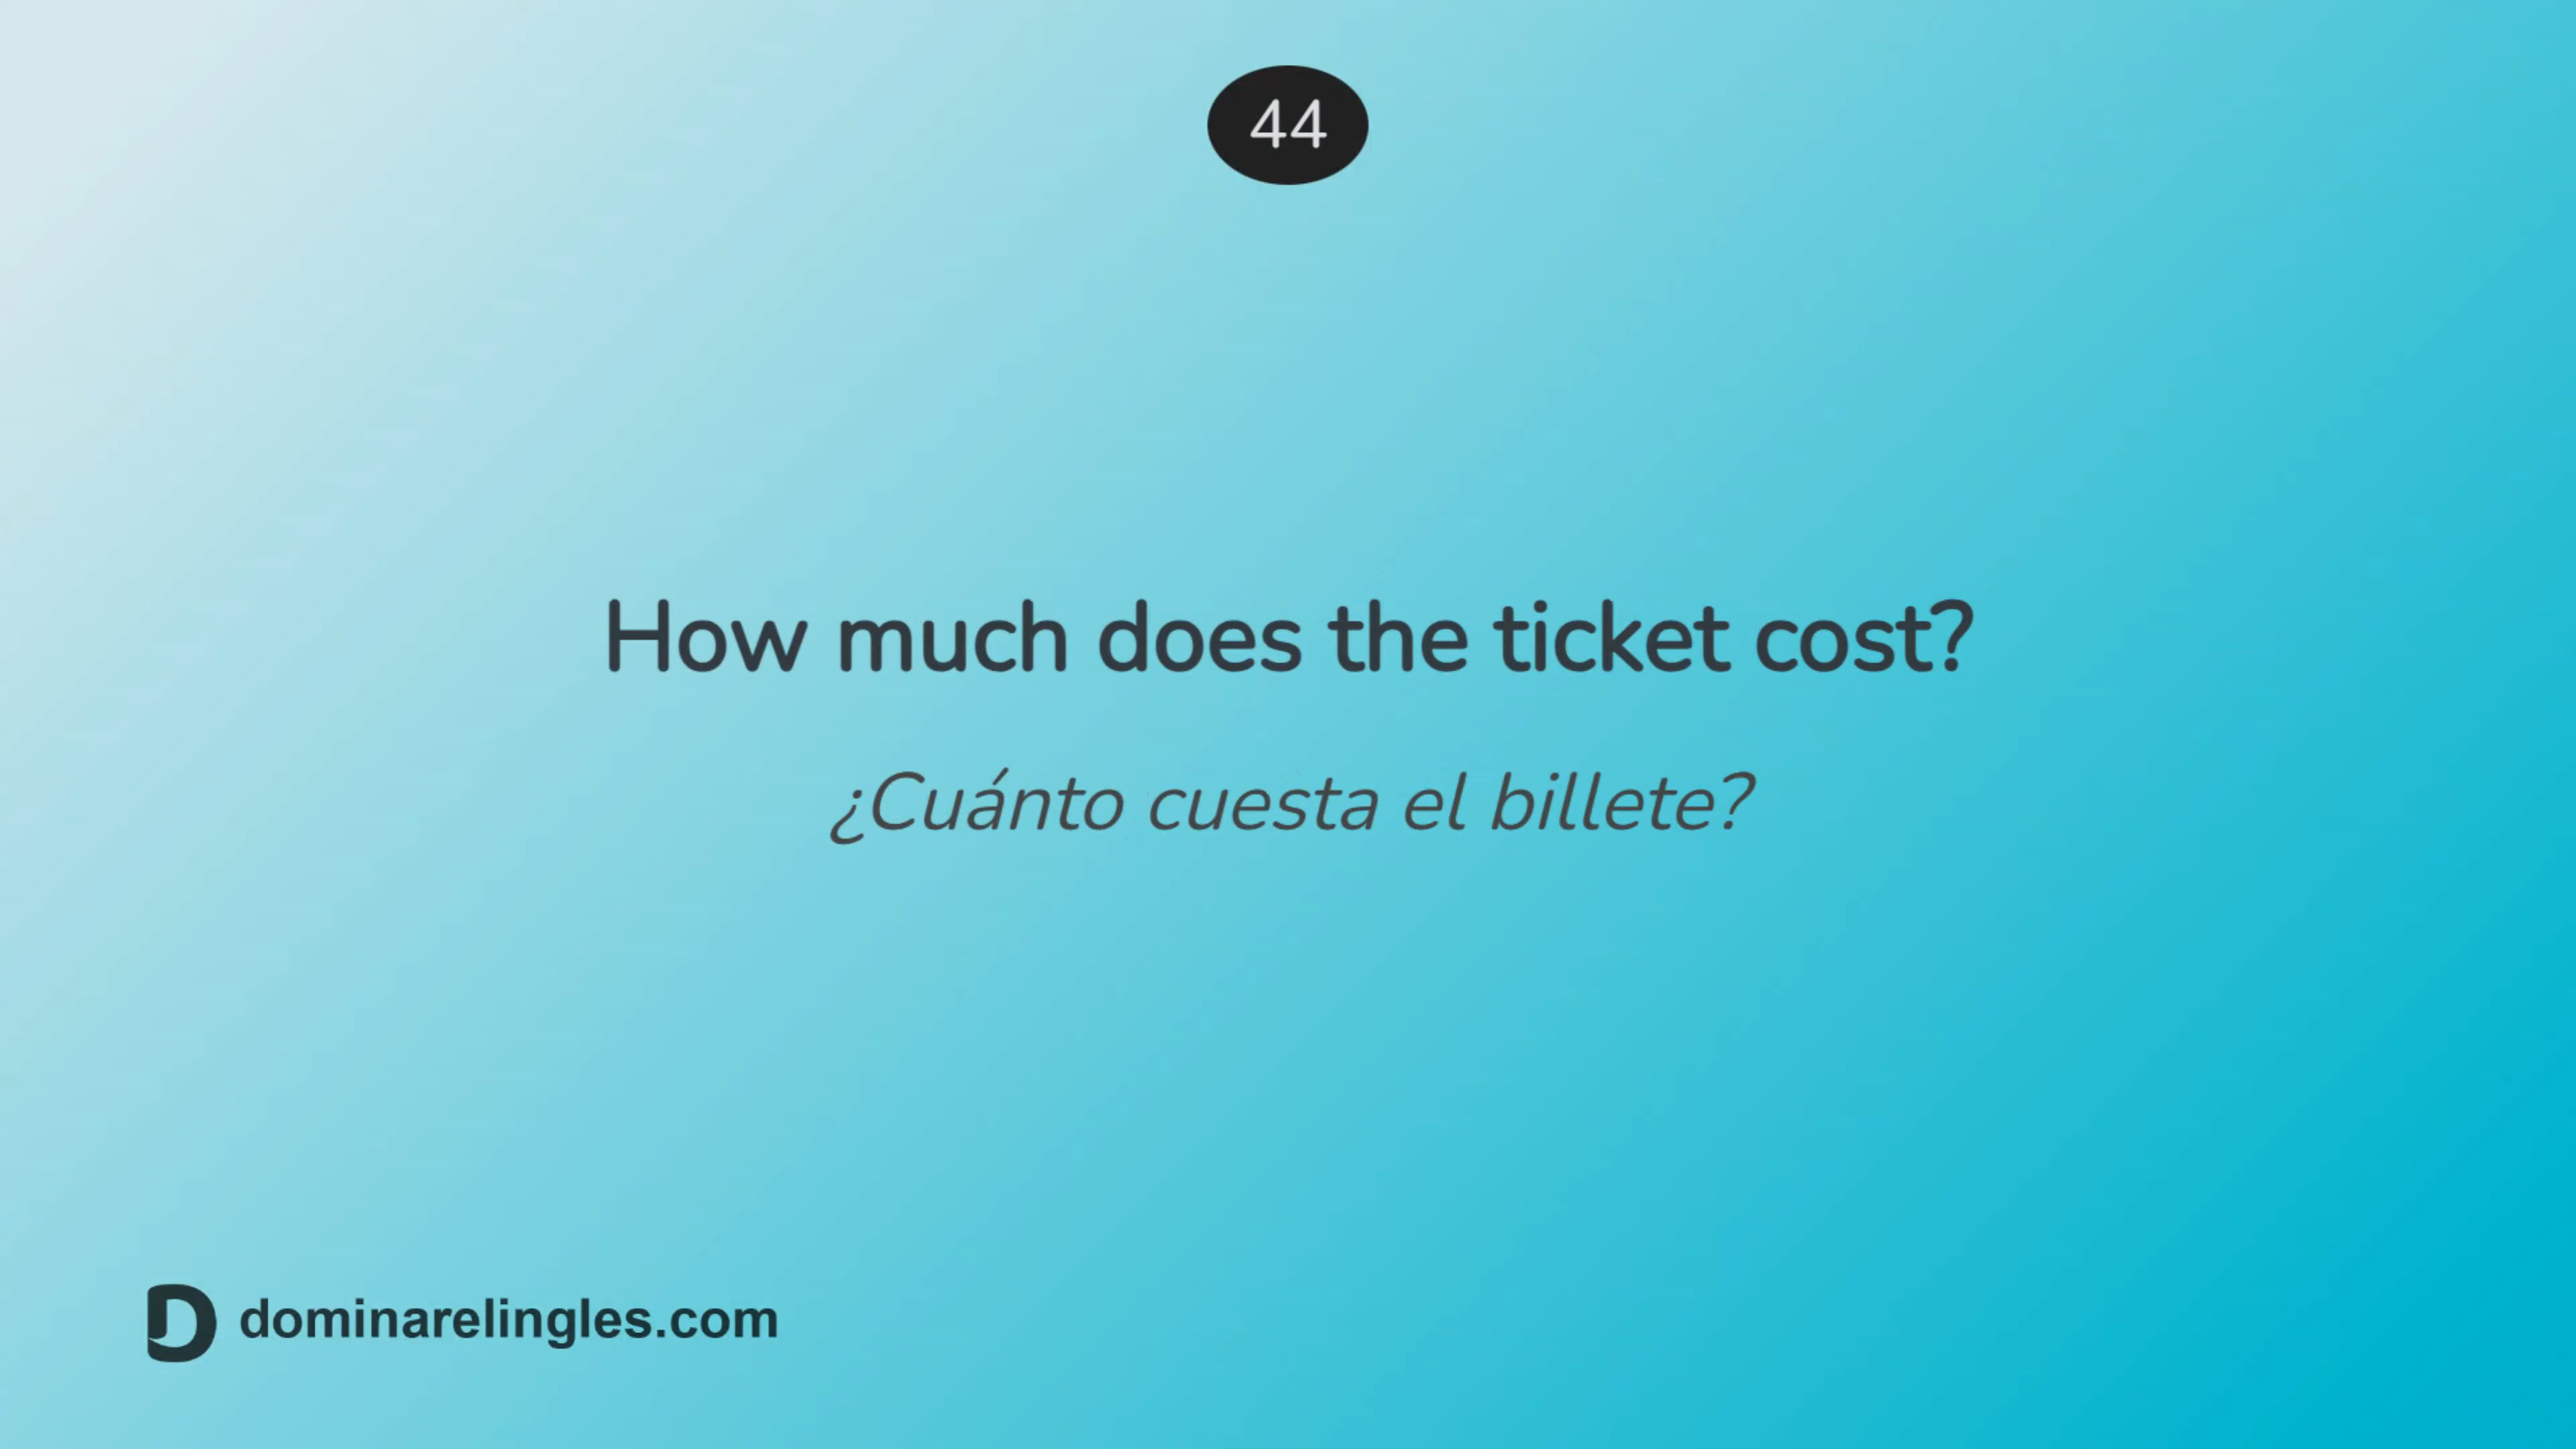 44
How much does the ticket cost?
¿Cuánto cuesta el billete?
dominarelingles.com